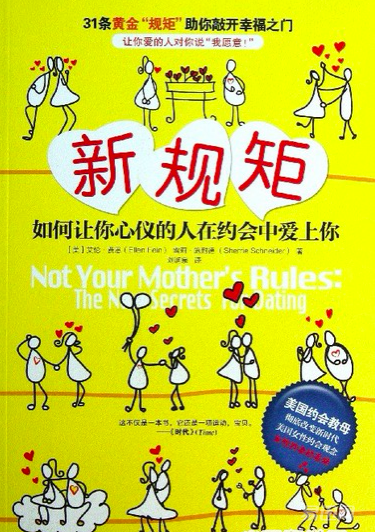 31条黄金“规矩”助你敲开幸福之门
让你爱的人对你说“我愿意！”
新规矩
如何让你心仪的人在约会中爱上你
[美] 艾伦·费恩（Ellen Fein） 雪莉·施耐德（Sherrie Schneider） 著
译
Not Your Mother's Rules:
The New Secrets for Dating
这不仅是一本书，它还是一项运动，宝贝。
——《时代》(Time)
美国约会教母
彻底改变新时代
美国女性约会观念